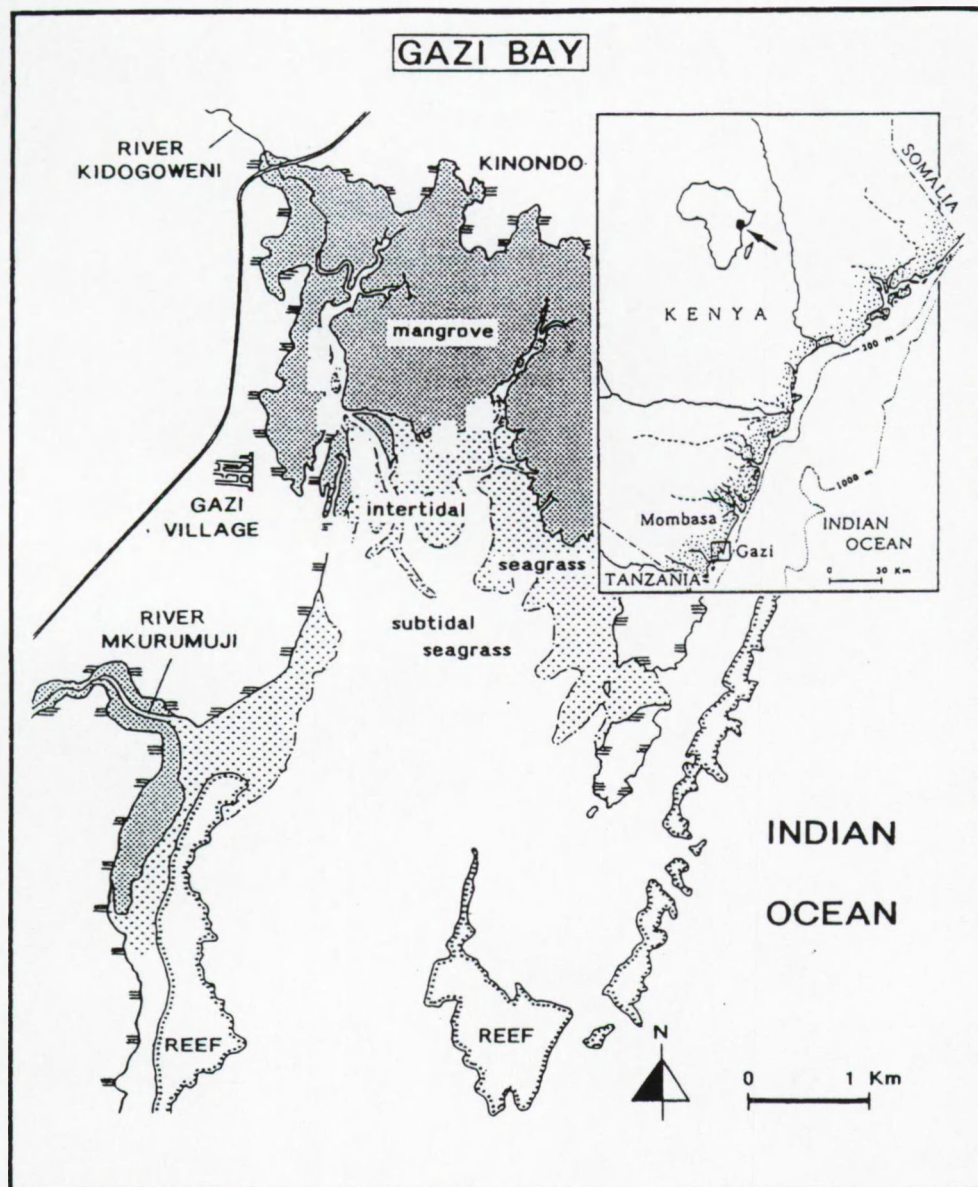 GAZI BAY
RIVER
KIDOGOWENI
KINONDO
mangrove
GAZI
VILLAGE
intertidal
seagrass
subtidal
seagrass
RIVER
MKURUMUJI
REEF
REEF
INDIAN
OCEAN
N
0 1 Km
SOMALIA
KENYA
200 m
1000 m
Mombasa
Gazi
INDIAN
OCEAN
TANZANIA
0 30 Km